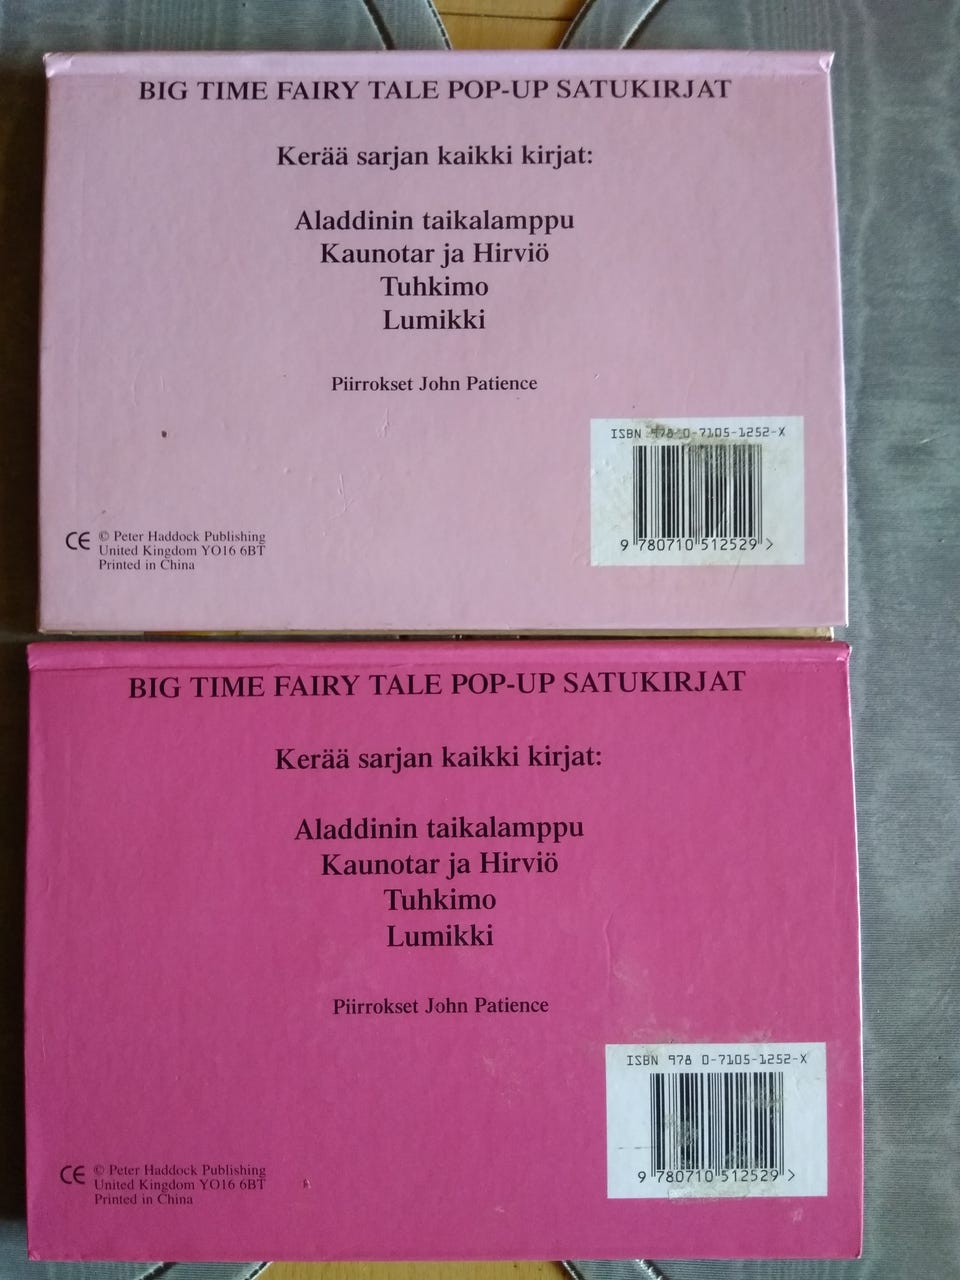 BIG TIME FAIRY TALE POP-UP SATUKIRJAT
Kerää sarjan kaikki kirjat:
Aladdinin taikalamppu
Kaunotar ja Hirviö
Tuhkimo
Lumikki
Piirrokset John Patience
ISBN 978 0-7105-1252-X
9 780710 512529 >
CE © Peter Haddock Publishing
United Kingdom YO16 6BT
Printed in China
BIG TIME FAIRY TALE POP-UP SATUKIRJAT
Kerää sarjan kaikki kirjat:
Aladdinin taikalamppu
Kaunotar ja Hirviö
Tuhkimo
Lumikki
Piirrokset John Patience
ISBN 978 0-7105-1252-X
9 780710 512529 >
CE © Peter Haddock Publishing
United Kingdom YO16 6BT
Printed in China